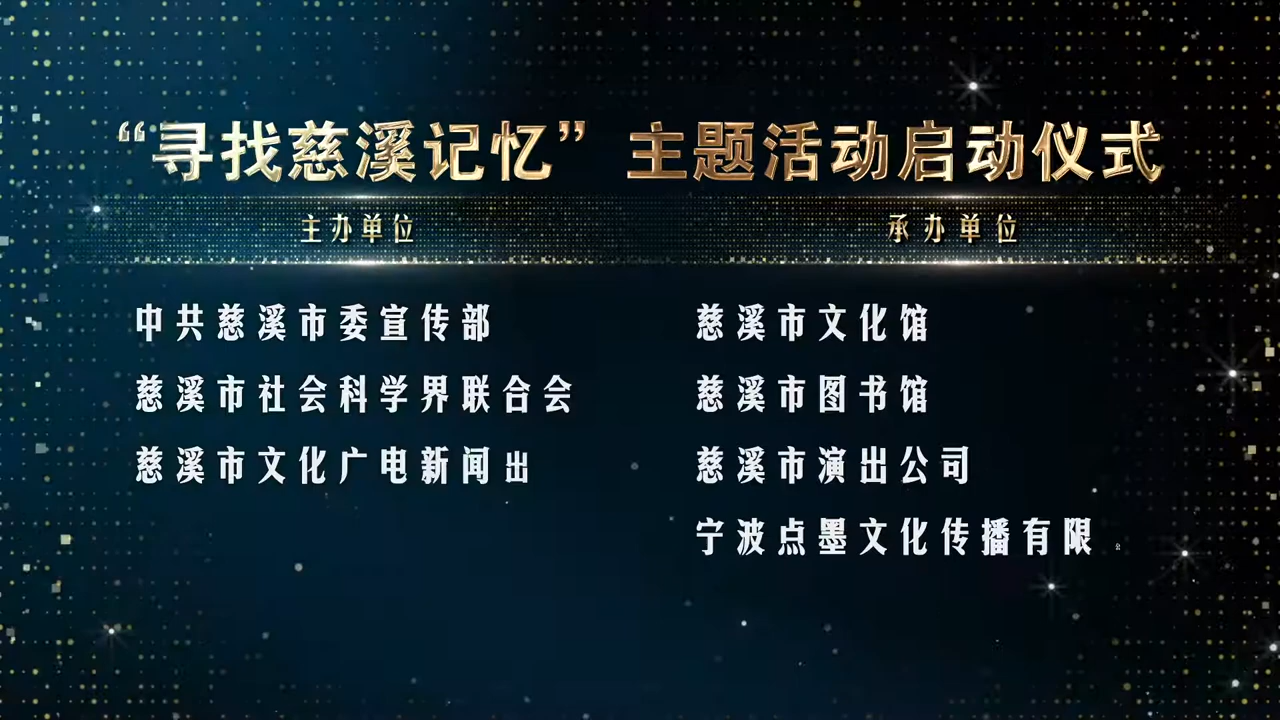 “寻找慈溪记忆”主题活动启动仪式
主办单位
中共慈溪市委宣传部
慈溪市社会科学界联合会
慈溪市文化广电新闻出
承办单位
慈溪市文化馆
慈溪市图书馆
慈溪市演出公司
宁波点墨文化传播有限